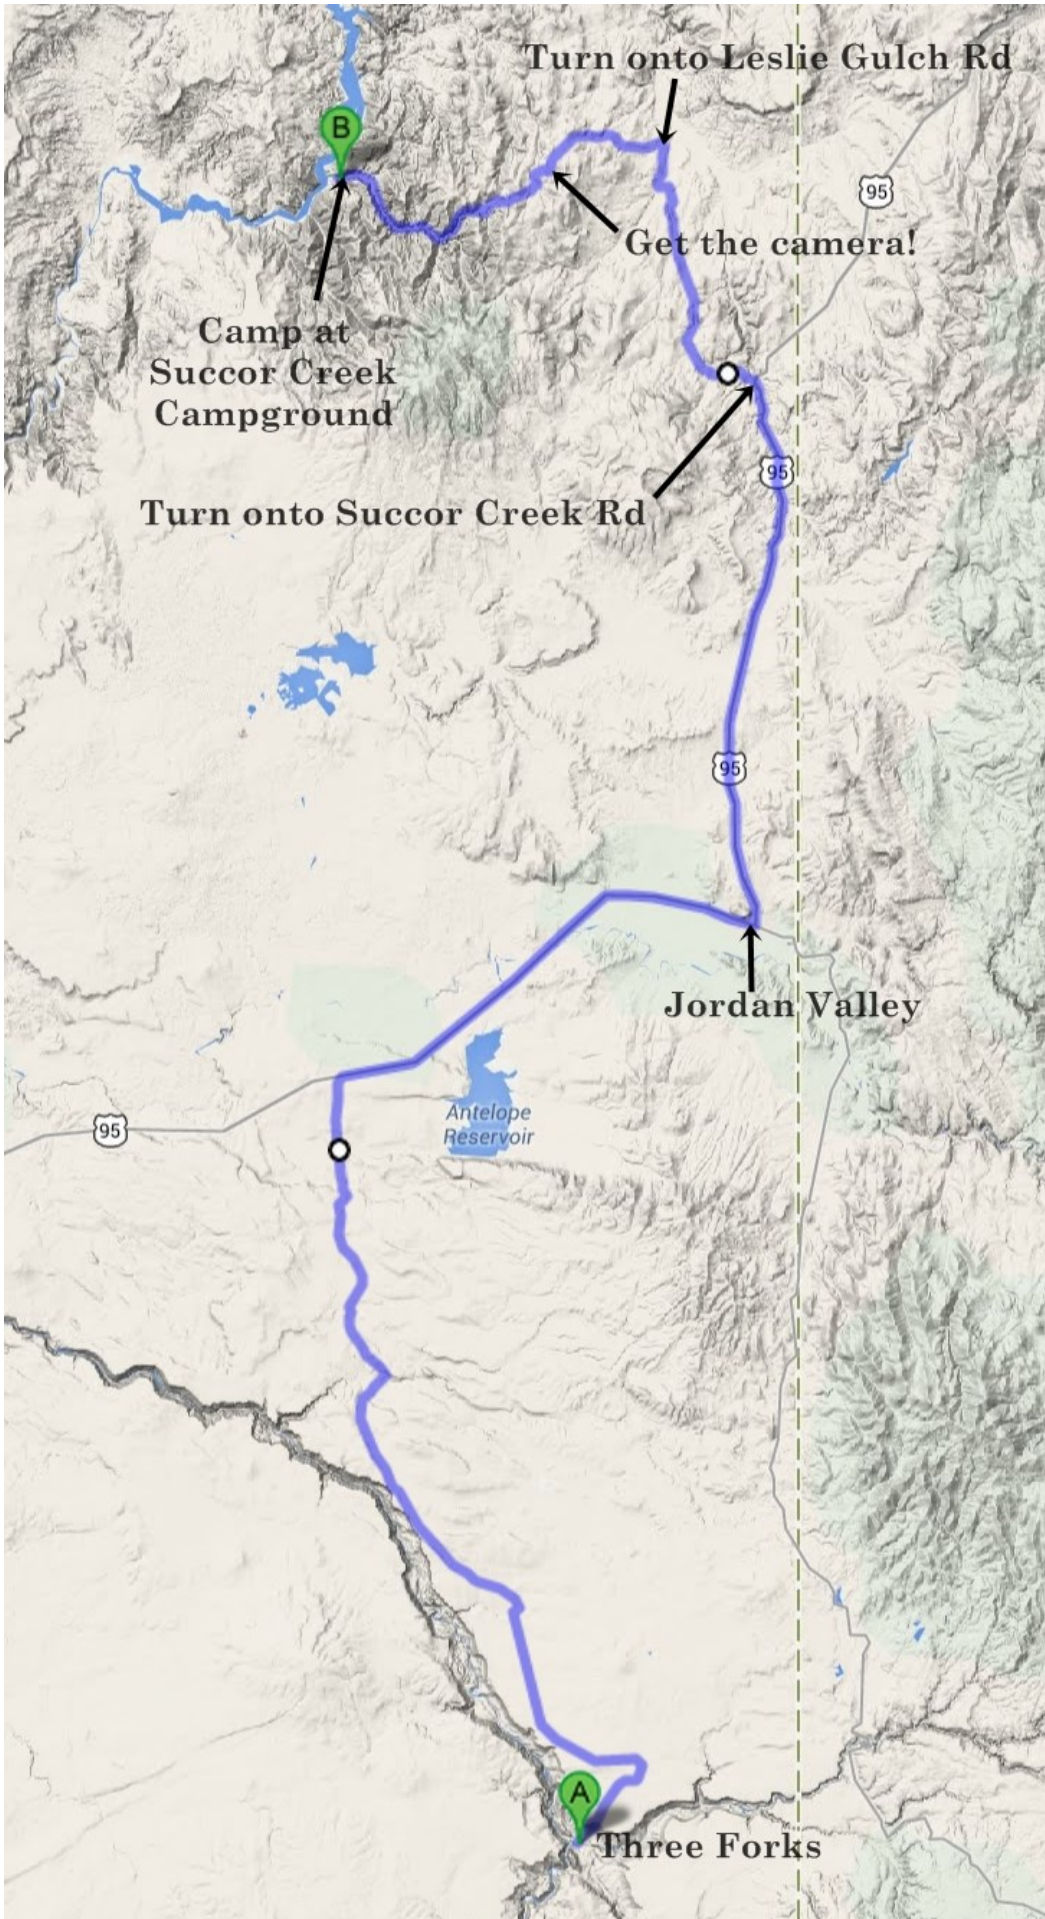 Turn onto Leslie Gulch Rd
B
95
Get the camera!
Camp at
Succor Creek
Campground
95
Turn onto Succor Creek Rd
95
Jordan Valley
Antelope
Reservoir
95
A
Three Forks